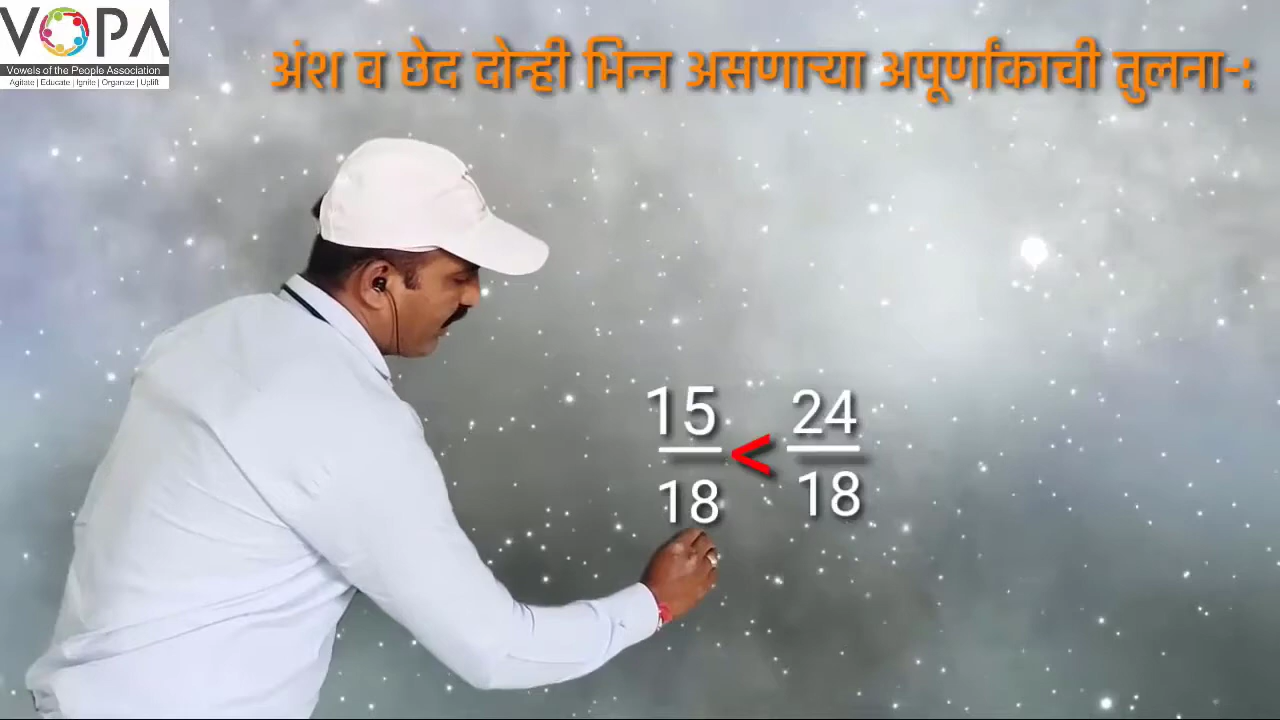 VOPA
Vowels of the People Association
Agitate | Educate | Ignite | Organize | Uplift
अंश व छेद दोन्ही भिन्न असणाऱ्या अपूर्णांकाची तुलना-:
15 < 24
18 18